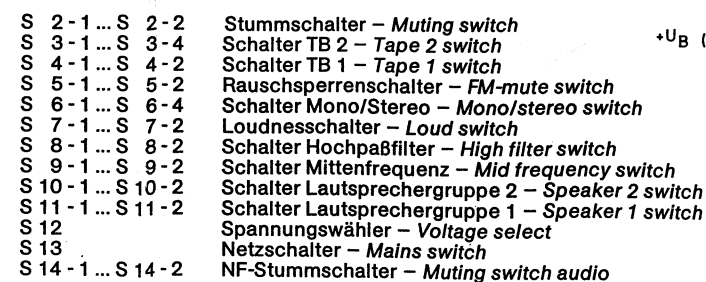 S 2-1 ... S 2-2 Stummschalter – Muting switch
S 3-1 ... S 3-4 Schalter TB 2 – Tape 2 switch
S 4-1 ... S 4-2 Schalter TB 1 – Tape 1 switch
S 5-1 ... S 5-2 Rauschsperrenschalter – FM-mute switch
S 6-1 ... S 6-4 Schalter Mono/Stereo – Mono/stereo switch
S 7-1 ... S 7-2 Loudnesschalter – Loud switch
S 8-1 ... S 8-2 Schalter Hochpaßfilter – High filter switch
S 9-1 ... S 9-2 Schalter Mittenfrequenz – Mid frequency switch
S 10-1 ... S 10-2 Schalter Lautsprechergruppe 2 – Speaker 2 switch
S 11-1 ... S 11-2 Schalter Lautsprechergruppe 1 – Speaker 1 switch
S 12 Spannungswähler – Voltage select
S 13 Netzschalter – Mains switch
S 14-1 ... S 14-2 NF-Stummschalter – Muting switch audio
+UB (